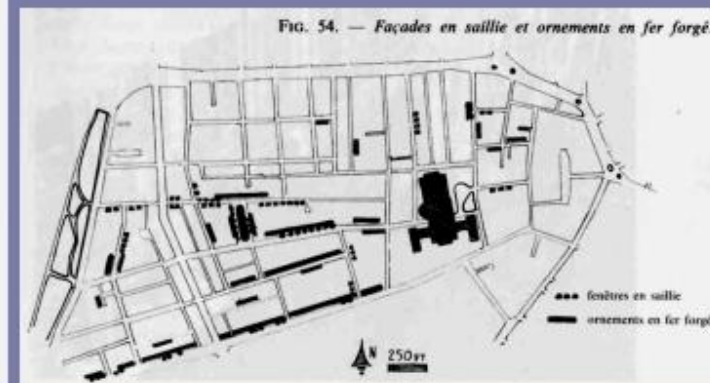 FIG. 54. — Façades en saillie et ornements en fer forgé.
fenêtres en saillie
ornements en fer forgé
N 250